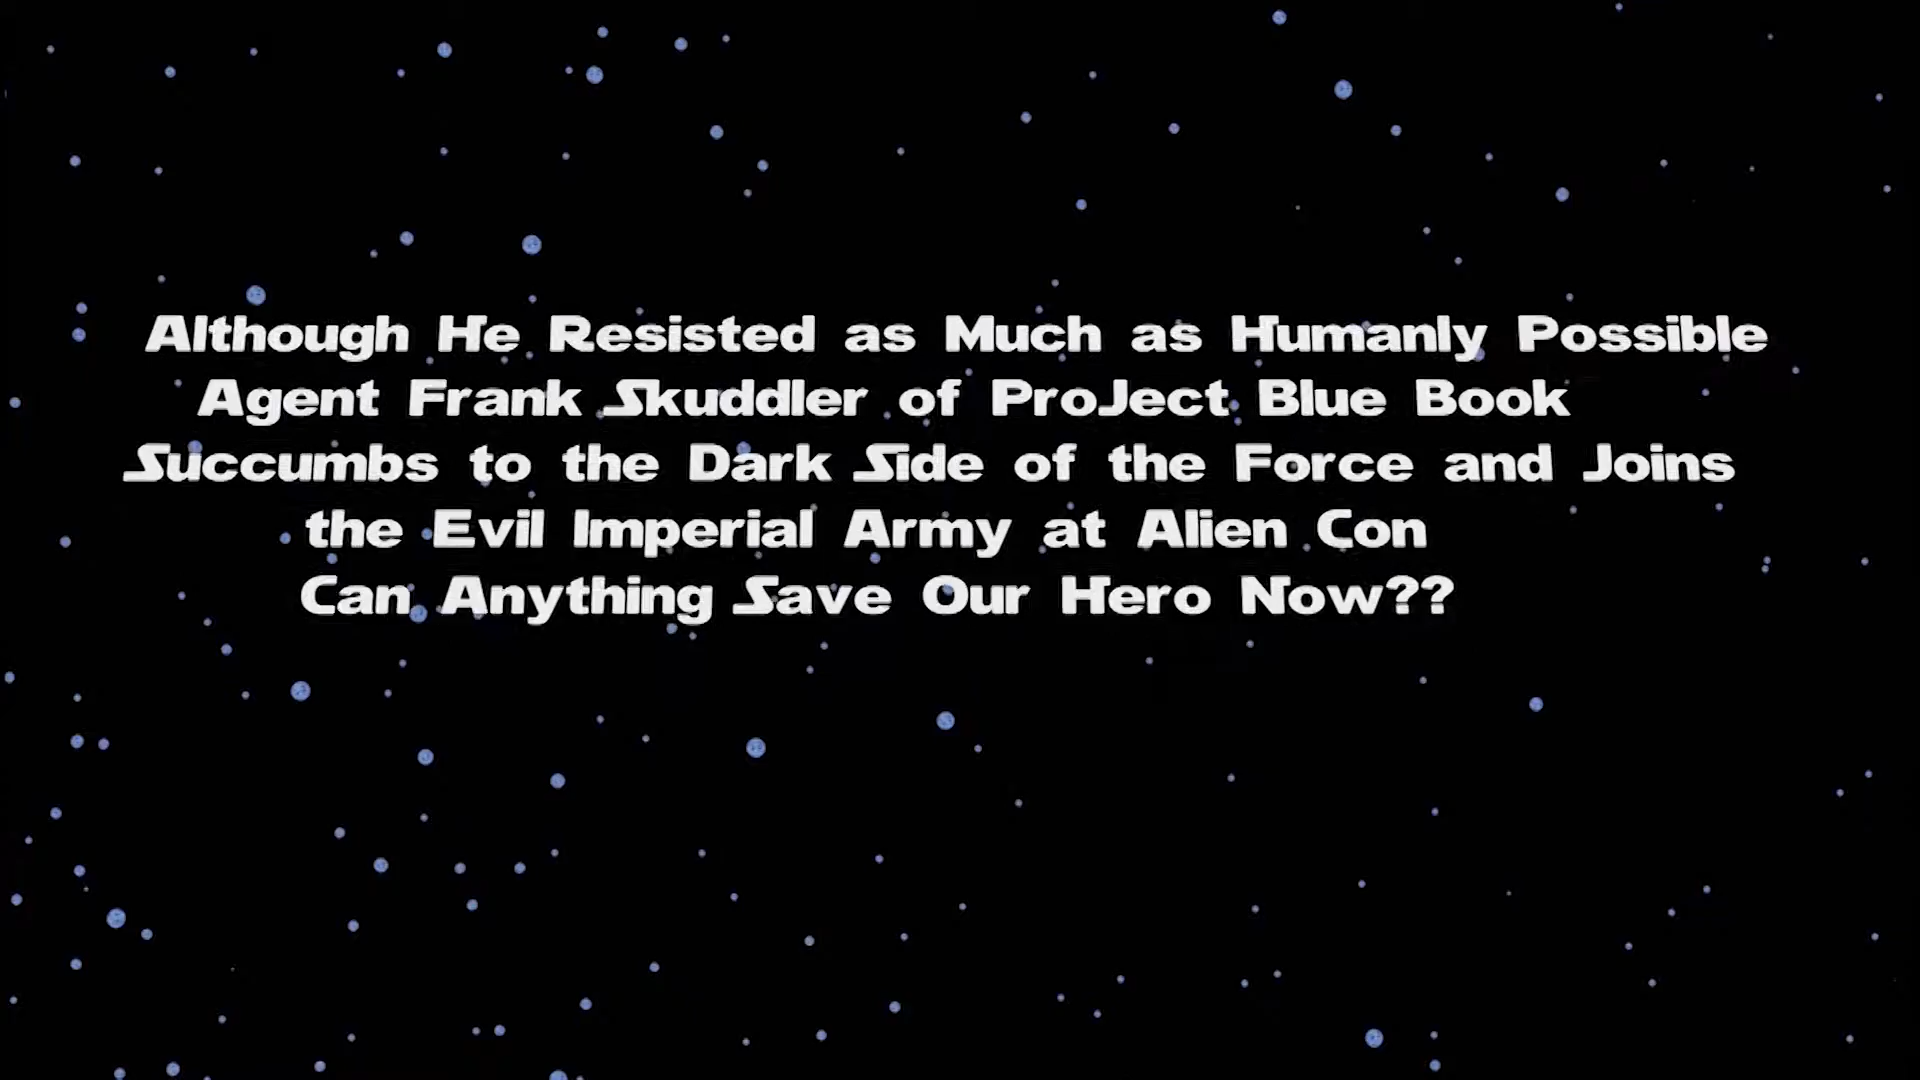 Although He Resisted as Much as Humanly Possible
Agent Frank Skuddler of ProJect Blue Book
Succumbs to the Dark Side of the Force and Joins
the Evil Imperial Army at Alien Con
Can Anything Save Our Hero Now??